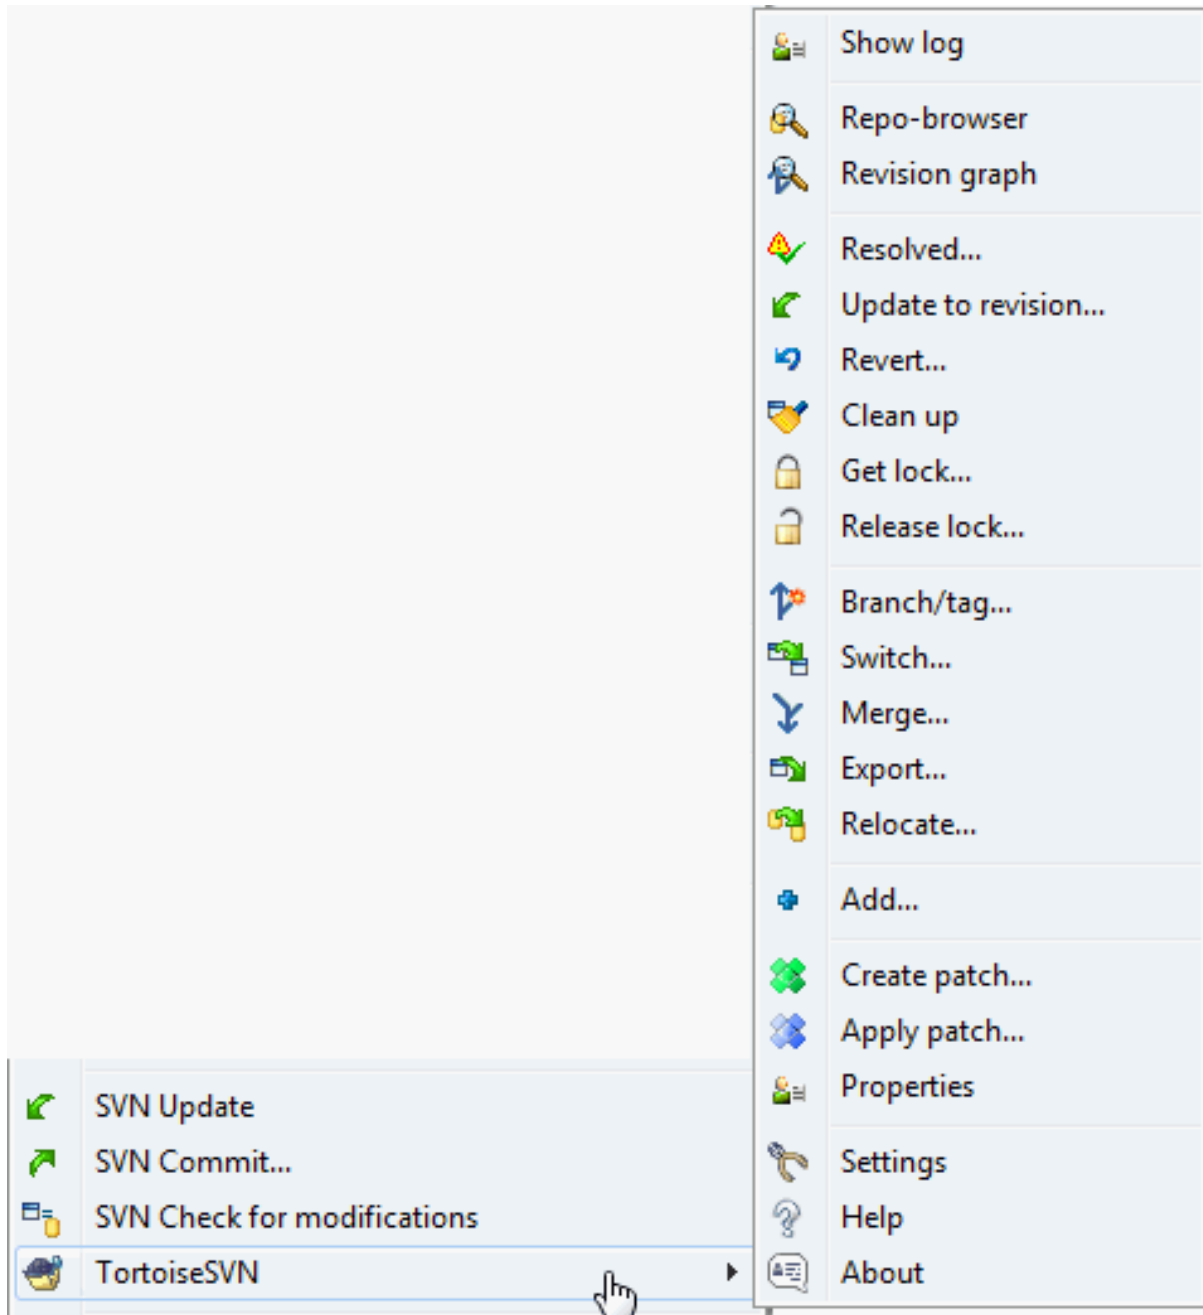 Show log
Repo-browser
Revision graph
Resolved...
Update to revision...
Revert...
Clean up
Get lock...
Release lock...
Branch/tag...
Switch...
Merge...
Export...
Relocate...
Add...
Create patch...
Apply patch...
Properties
Settings
Help
About
SVN Update
SVN Commit...
SVN Check for modifications
TortoiseSVN